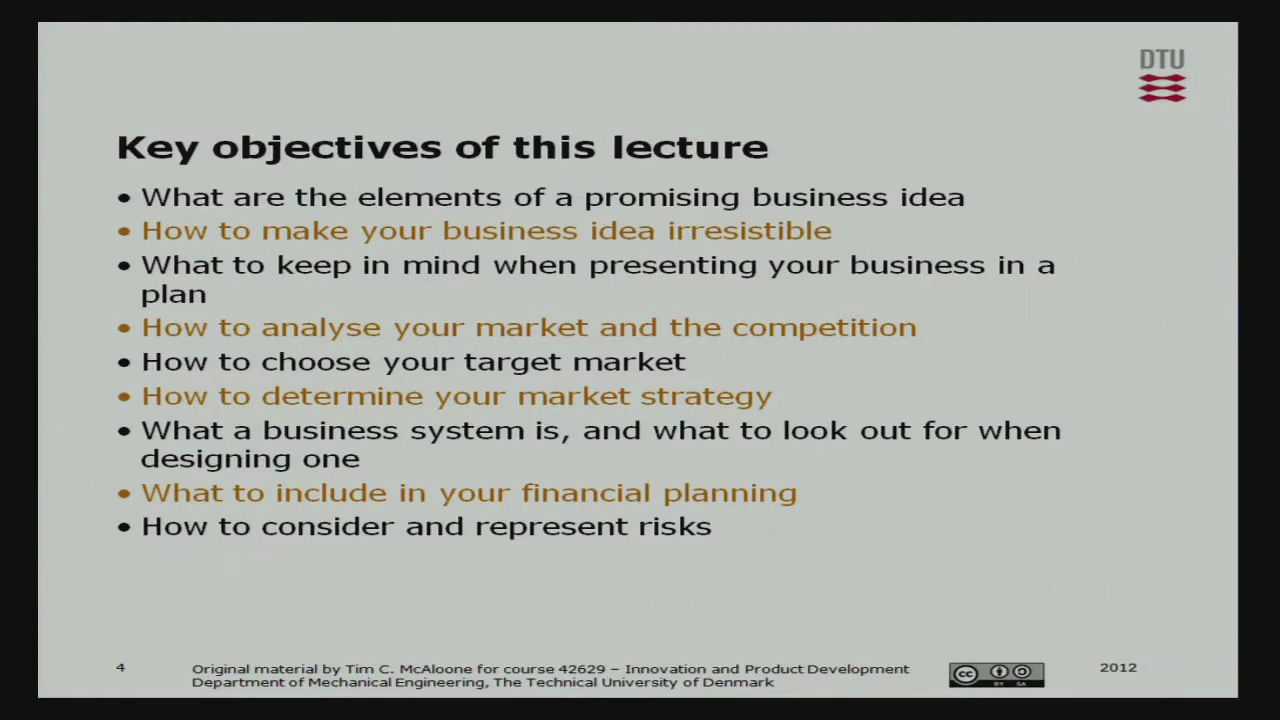 DTU
Key objectives of this lecture
• What are the elements of a promising business idea
• How to make your business idea irresistible
• What to keep in mind when presenting your business in a
plan
• How to analyse your market and the competition
• How to choose your target market
• How to determine your market strategy
• What a business system is, and what to look out for when
designing one
• What to include in your financial planning
• How to consider and represent risks
4
Original material by Tim C. McAloone for course 42629 – Innovation and Product Development
Department of Mechanical Engineering, The Technical University of Denmark
cc
BY SA
2012